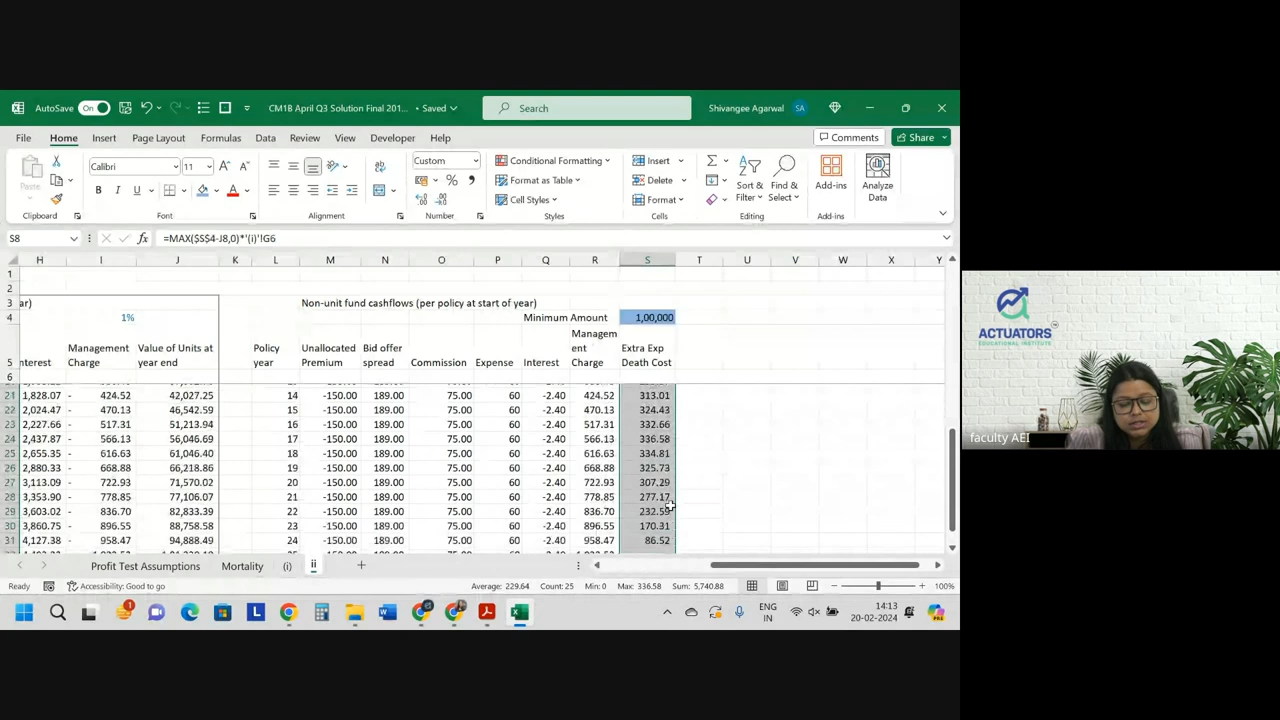 AutoSave On CM1B April Q3 Solution Final 201... • Saved Search Shivangee Agarwal SA
File Home Insert Page Layout Formulas Data Review View Developer Help Comments Share
Paste Calibri 11 Custom Conditional Formatting Insert Sort & Find & Add-ins Analyze
B I U Format as Table Delete Filter Select Data
Cell Styles Format
Clipboard Font Alignment Number Styles Cells Editing Add-ins
S8 =MAX($S$4-J8,0)*'(i)'!G6
H I J K L M N O P Q R S T U V W X Y
1
2
3 ar) Non-unit fund cashflows (per policy at start of year)
4 1% Minimum Amount 1,00,000
Managem
Management Value of Units at Policy Unallocated Bid offer ent Extra Exp
5 nterest Charge year end year Premium spread Commission Expense Interest Charge Death Cost
6
21 1,828.07 - 424.52 42,027.25 14 -150.00 189.00 75.00 60 -2.40 424.52 313.01
22 2,024.47 - 470.13 46,542.59 15 -150.00 189.00 75.00 60 -2.40 470.13 324.43
23 2,227.66 - 517.31 51,213.94 16 -150.00 189.00 75.00 60 -2.40 517.31 332.66
24 2,437.87 - 566.13 56,046.69 17 -150.00 189.00 75.00 60 -2.40 566.13 336.58
25 2,655.35 - 616.63 61,046.40 18 -150.00 189.00 75.00 60 -2.40 616.63 334.81
26 2,880.33 - 668.88 66,218.86 19 -150.00 189.00 75.00 60 -2.40 668.88 325.73
27 3,113.09 - 722.93 71,570.02 20 -150.00 189.00 75.00 60 -2.40 722.93 307.29
28 3,353.90 - 778.85 77,106.07 21 -150.00 189.00 75.00 60 -2.40 778.85 277.17
29 3,603.02 - 836.70 82,833.39 22 -150.00 189.00 75.00 60 -2.40 836.70 232.59
30 3,860.75 - 896.55 88,758.58 23 -150.00 189.00 75.00 60 -2.40 896.55 170.31
31 4,127.38 - 958.47 94,888.49 24 -150.00 189.00 75.00 60 -2.40 958.47 86.52
Profit Test Assumptions Mortality (i) ii
Ready Accessibility: Good to go Average: 229.64 Count: 25 Min: 0 Max: 336.58 Sum: 5,740.88 100%
ENG 14:13
IN 20-02-2024
ACTUATORS
EDUCATIONAL INSTITUTE
faculty AEI